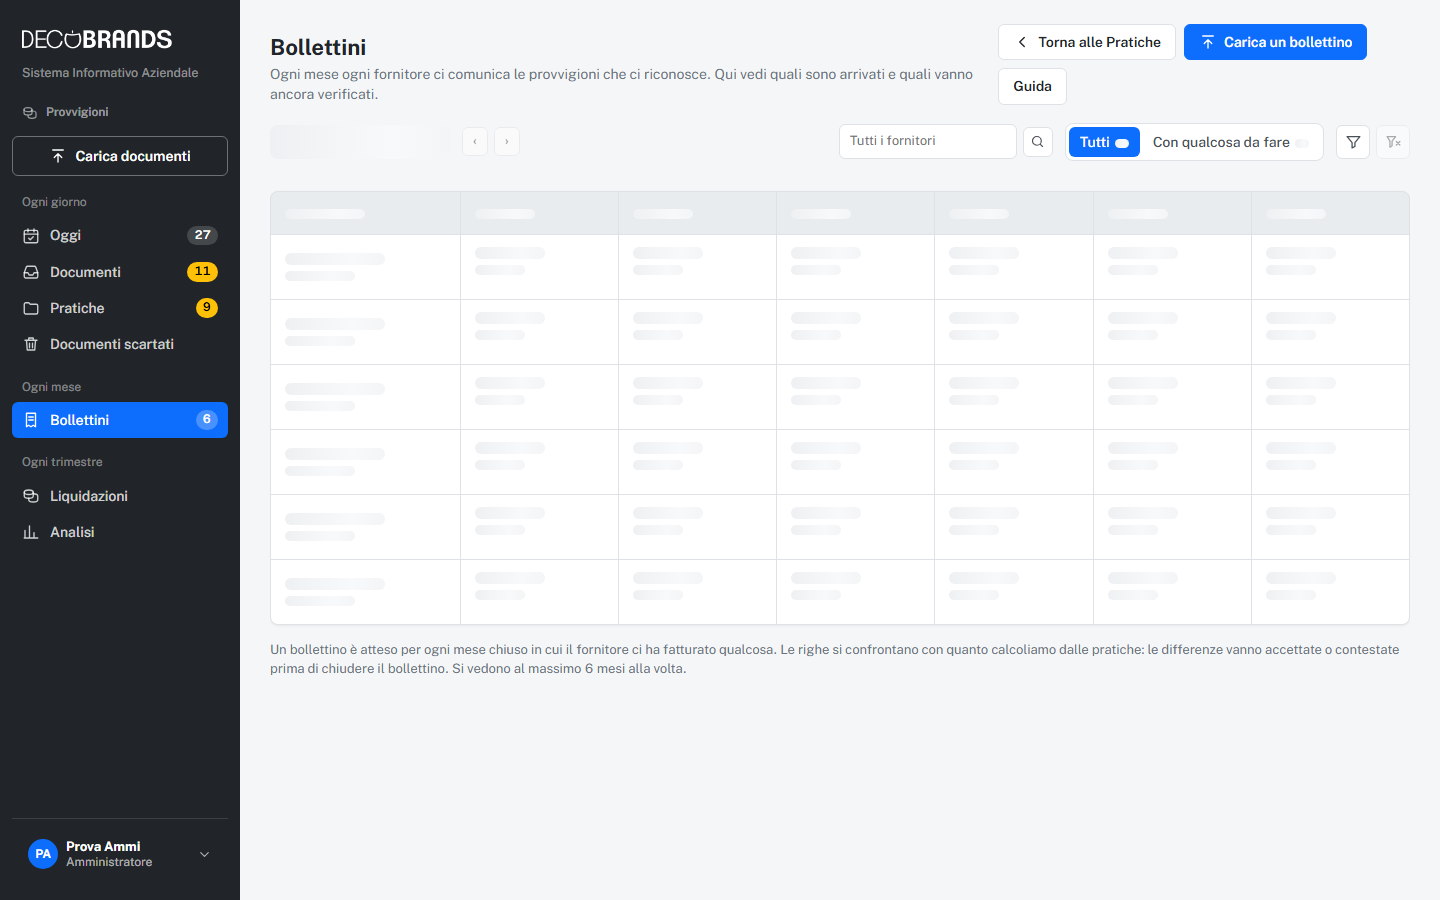 DECOBRANDS
Sistema Informativo Aziendale
Provvigioni
Carica documenti
Ogni giorno
Oggi 27
Documenti 11
Pratiche 9
Documenti scartati
Ogni mese
Bollettini 6
Ogni trimestre
Liquidazioni
Analisi
PA
Prova Ammi
Amministratore
Bollettini
Ogni mese ogni fornitore ci comunica le provvigioni che ci riconosce. Qui vedi quali sono arrivati e quali vanno
ancora verificati.
Torna alle Pratiche
Carica un bollettino
Guida
Tutti i fornitori
Tutti
Con qualcosa da fare
Un bollettino è atteso per ogni mese chiuso in cui il fornitore ci ha fatturato qualcosa. Le righe si confrontano con quanto calcoliamo dalle pratiche: le differenze vanno accettate o contestate
prima di chiudere il bollettino. Si vedono al massimo 6 mesi alla volta.